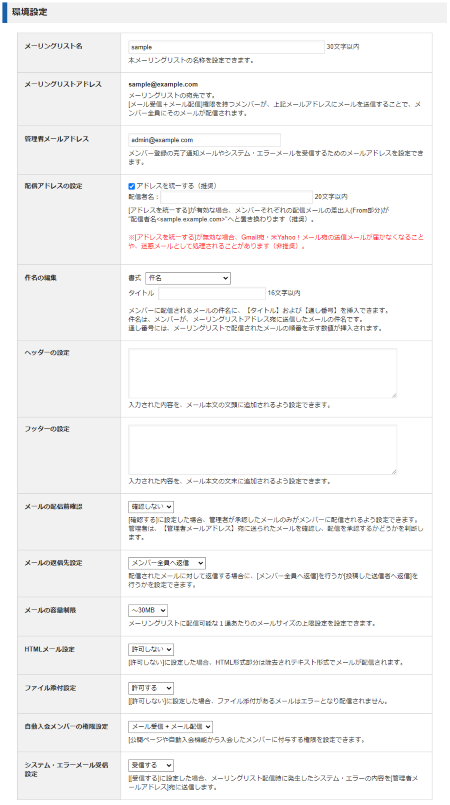 環境設定
メーリングリスト名
sample 30文字以内
本メーリングリストの名称を設定できます。
メーリングリストアドレス
sample@example.com
メーリングリストの宛先です。
[メール受信＋メール配信]権限を持つメンバーが、上記メールアドレスにメールを送信することで、メ
ンバー全員にそのメールが配信されます。
管理者メールアドレス
admin@example.com
メンバー登録の完了通知メールやシステム・エラーメールを受信するためのメールアドレスを設定でき
ます。
配信アドレスの設定
アドレスを統一する（推奨）
配信者名： 20文字以内
[アドレスを統一する]が有効な場合、メンバーそれぞれの配信メールの差出人(From部分)が
"配信者名<sample.example.com>"へと置き換わります（推奨）。
※[アドレスを統一する]が無効な場合、Gmail宛・米Yahoo！メール宛の送信メールが届かなくなること
や、迷惑メールとして処理されることがあります（非推奨）。
件名の編集
書式 件名
タイトル 16文字以内
メンバーに配信されるメールの件名に、【タイトル】および【通し番号】を挿入できます。
件名は、メンバーが、メーリングリストアドレス宛に送信したメールの件名です。
通し番号には、メーリングリストで配信されたメールの順番を示す数値が挿入されます。
ヘッダーの設定
入力された内容を、メール本文の文頭に追加されるよう設定できます。
フッターの設定
入力された内容を、メール本文の文末に追加されるよう設定できます。
メールの配信前確認
確認しない
[確認する]に設定した場合、管理者が承認したメールのみがメンバーに配信されるよう設定できます。
管理者は、【管理者メールアドレス】宛に送られたメールを確認し、配信を承認するかどうかを判断し
ます。
メールの返信先設定
メンバー全員へ返信
配信されたメールに対して返信する場合に、[メンバー全員へ返信]を行うか[投稿した送信者へ返信]を
行うかを設定できます。
メールの容量制限
～30MB
メーリングリストに配信可能な１通あたりのメールサイズの上限設定を設定できます。
HTMLメール設定
許可しない
[許可しない]に設定した場合、HTML形式部分は除去されテキスト形式でメールが配信されます。
ファイル添付設定
許可する
[[許可しない]に設定した場合、ファイル添付があるメールはエラーとなり配信されません。
自動入会メンバーの権限設定
メール受信 + メール配信
[公開ページや自動入会機能から入会したメンバーに付与する権限を設定できます。
システム・エラーメール受信
設定
受信する
[[受信する]に設定した場合、メーリングリスト配信時に発生したシステム・エラーの内容を[管理者メ
ールアドレス]宛に送信します。